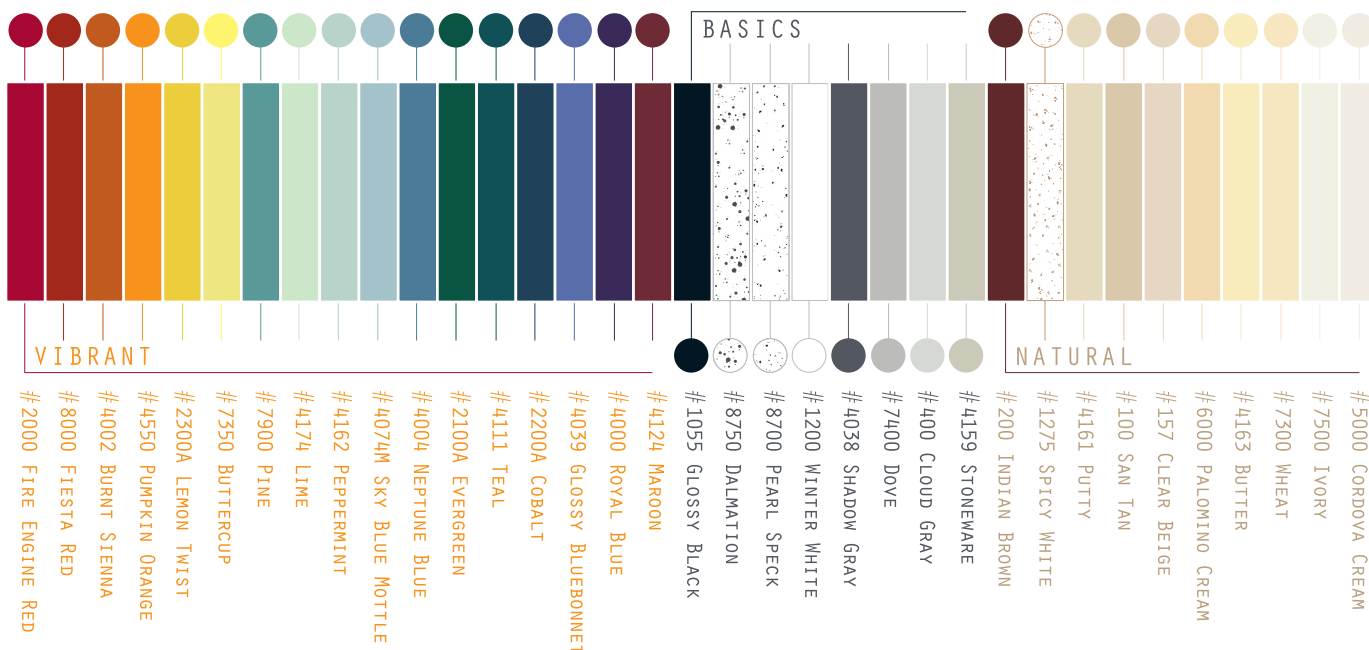 BASICS
VIBRANT
NATURAL
#2000 FIRE ENGINE RED
#8000 FIESTA RED
#4002 BURNT SIENNA
#4550 PUMPKIN ORANGE
#2300A LEMON TWIST
#7350 BUTTERCUP
#7900 PINE
#4174 LIME
#4162 PEPPERMINT
#4074M SKY BLUE MOTTLE
#4004 NEPTUNE BLUE
#2100A EVERGREEN
#4111 TEAL
#2200A COBALT
#4039 GLOSSY BLUEBONNET
#4000 ROYAL BLUE
#4124 MAROON
#1055 GLOSSY BLACK
#8750 DALMATION
#8700 PEARL SPECK
#1200 WINTER WHITE
#4038 SHADOW GRAY
#7400 DOVE
#400 CLOUD GRAY
#4159 STONEWARE
#200 INDIAN BROWN
#1275 SPICY WHITE
#4161 PUTTY
#100 SAN TAN
#157 CLEAR BEIGE
#6000 PALOMINO CREAM
#4163 BUTTER
#7300 WHEAT
#7500 IVORY
#5000 CORDOVA CREAM